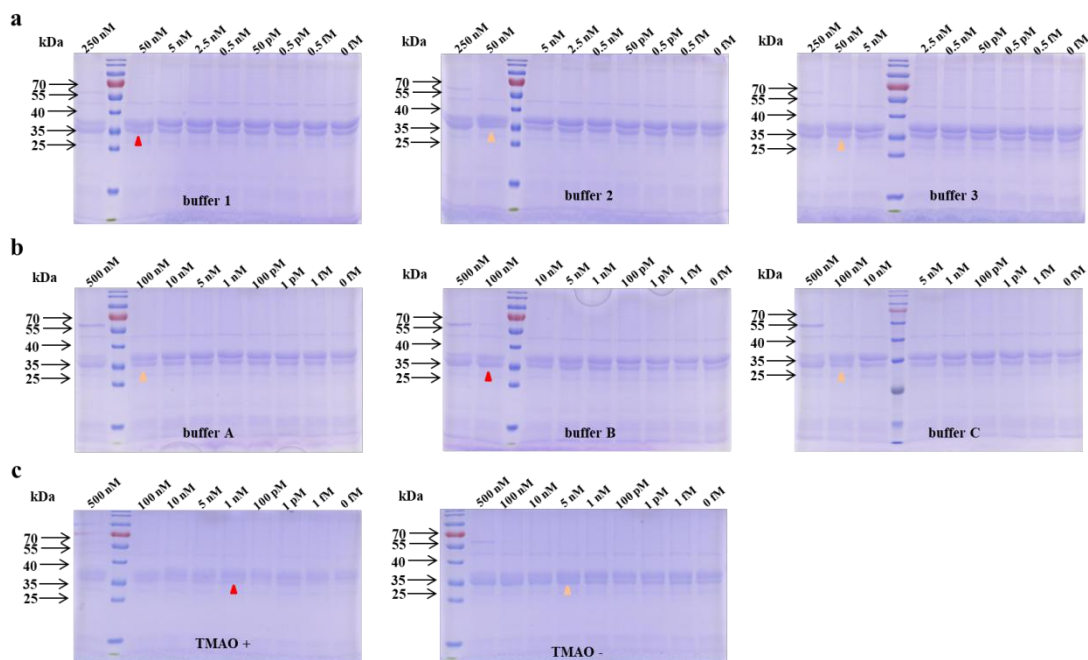 a
kDa 250 nM 50 nM 5 nM 2.5 nM 0.5 nM 50 pM 0.5 pM 0.5 fM 0 fM
70
55
40
35
25
buffer 1
250 nM 50 nM 5 nM 2.5 nM 0.5 nM 50 pM 0.5 pM 0.5 fM 0 fM
kDa
70
55
40
35
25
buffer 2
kDa 250 nM 50 nM 5 nM 2.5 nM 0.5 nM 50 pM 0.5 pM 0.5 fM 0 fM
70
55
40
35
25
buffer 3
b
kDa 500 nM 100 nM 10 nM 5 nM 1 nM 100 pM 1 pM 1 fM 0 fM
70
55
40
35
25
buffer A
kDa 500 nM 100 nM 10 nM 5 nM 1 nM 100 pM 1 pM 1 fM 0 fM
70
55
40
35
25
buffer B
kDa 500 nM 100 nM 10 nM 5 nM 1 nM 100 pM 1 pM 1 fM 0 fM
70
55
40
35
25
buffer C
c
kDa 500 nM 100 nM 10 nM 5 nM 1 nM 100 pM 1 pM 1 fM 0 fM
70
55
40
35
25
TMAO +
kDa 500 nM 100 nM 10 nM 5 nM 1 nM 100 pM 1 pM 1 fM 0 fM
70
55
40
35
25
TMAO -